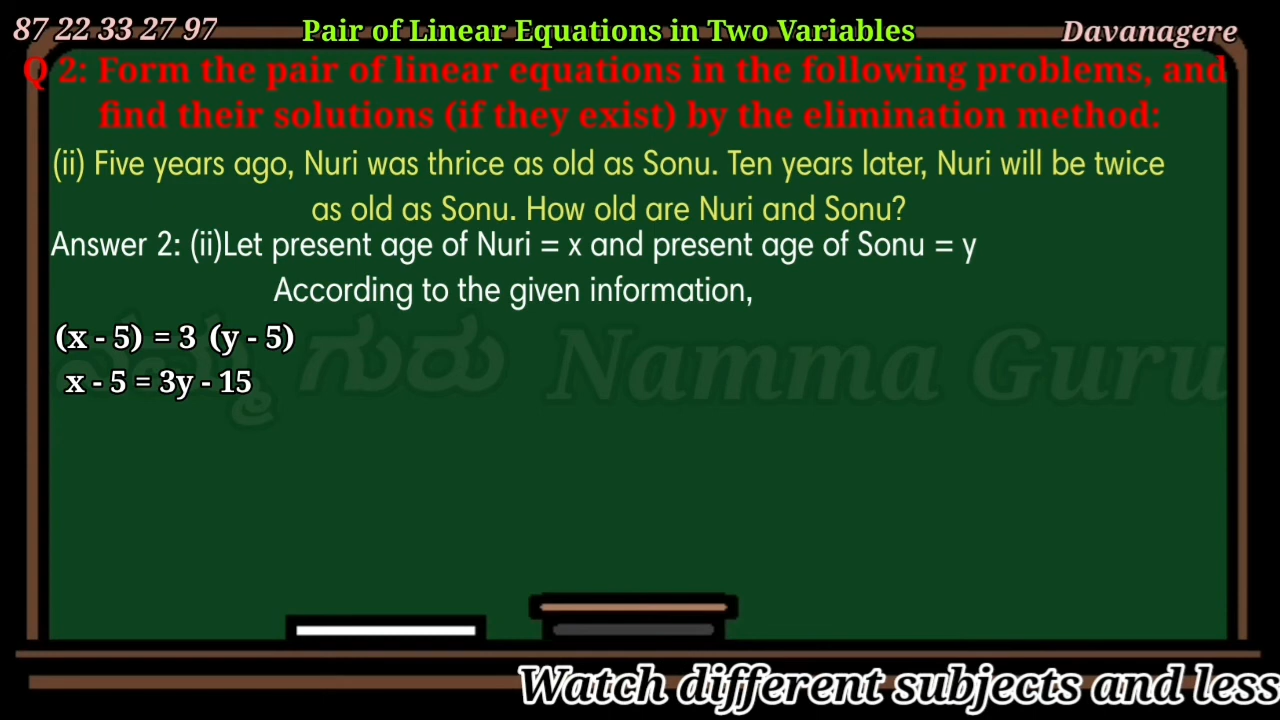 87 22 33 27 97 Pair of Linear Equations in Two Variables Davanagere
Q 2: Form the pair of linear equations in the following problems, and
find their solutions (if they exist) by the elimination method:
(ii) Five years ago, Nuri was thrice as old as Sonu. Ten years later, Nuri will be twice
as old as Sonu. How old are Nuri and Sonu?
Answer 2: (ii)Let present age of Nuri = x and present age of Sonu = y
According to the given information,
(x - 5) = 3 (y - 5)
ಗುರು Namma Guru
x - 5 = 3y - 15
Watch different subjects and less